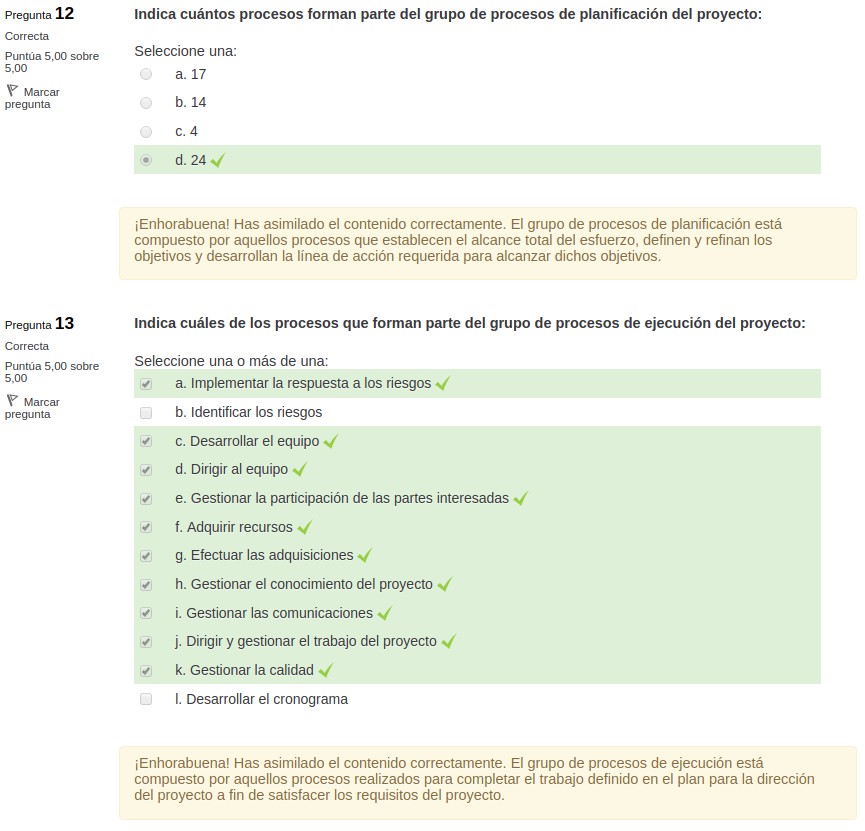 Pregunta 12
Correcta
Puntúa 5,00 sobre
5,00
Marcar
pregunta
Indica cuántos procesos forman parte del grupo de procesos de planificación del proyecto:
Seleccione una:
a. 17
b. 14
c. 4
d. 24
¡Enhorabuena! Has asimilado el contenido correctamente. El grupo de procesos de planificación está
compuesto por aquellos procesos que establecen el alcance total del esfuerzo, definen y refinan los
objetivos y desarrollan la línea de acción requerida para alcanzar dichos objetivos.
Pregunta 13
Correcta
Puntúa 5,00 sobre
5,00
Marcar
pregunta
Indica cuáles de los procesos que forman parte del grupo de procesos de ejecución del proyecto:
Seleccione una o más de una:
a. Implementar la respuesta a los riesgos
b. Identificar los riesgos
c. Desarrollar el equipo
d. Dirigir al equipo
e. Gestionar la participación de las partes interesadas
f. Adquirir recursos
g. Efectuar las adquisiciones
h. Gestionar el conocimiento del proyecto
i. Gestionar las comunicaciones
j. Dirigir y gestionar el trabajo del proyecto
k. Gestionar la calidad
l. Desarrollar el cronograma
¡Enhorabuena! Has asimilado el contenido correctamente. El grupo de procesos de ejecución está
compuesto por aquellos procesos realizados para completar el trabajo definido en el plan para la dirección
del proyecto a fin de satisfacer los requisitos del proyecto.